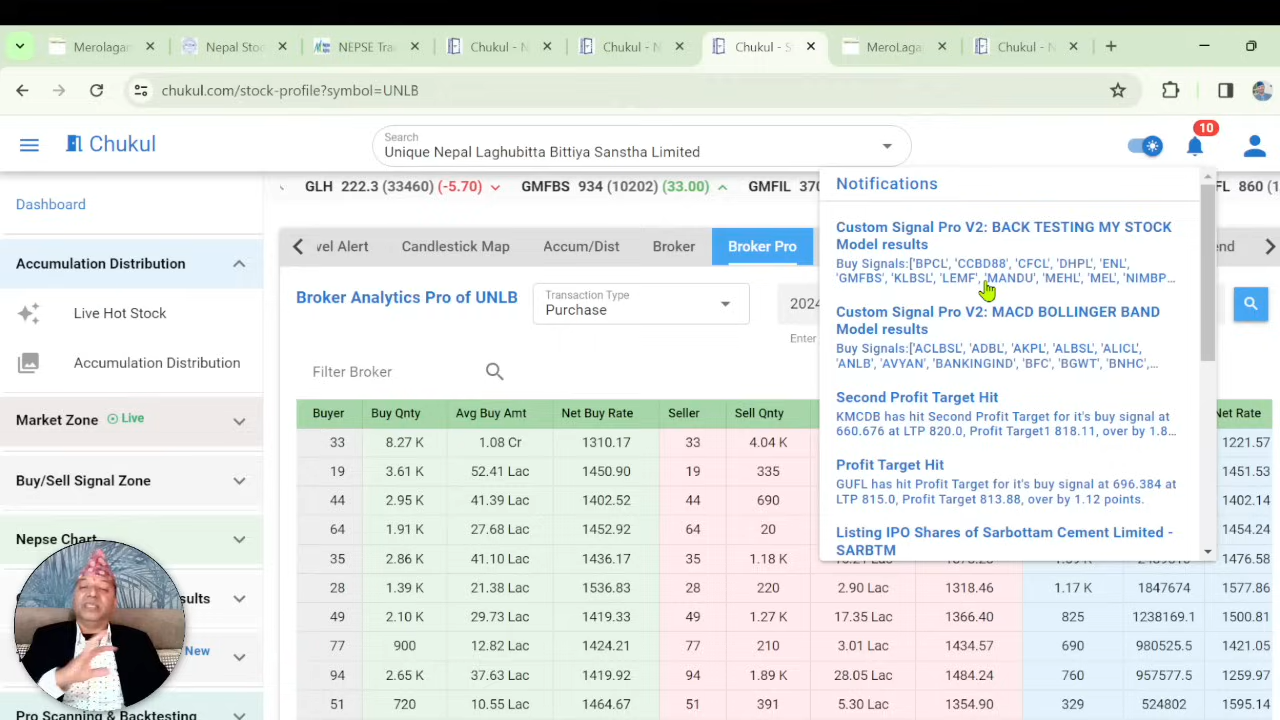 Merolagar
Nepal Stoc
NEPSE Tra
Chukul - N
Chukul - N
Chukul - S
MeroLaga
Chukul - N
chukul.com/stock-profile?symbol=UNLB
Chukul
Search
Unique Nepal Laghubitta Bittiya Sanstha Limited
10
GLH 222.3 (33460) (-5.70) GMFBS 934 (10202) (33.00) GMFIL 370
FL 860 (1
Dashboard
Accumulation Distribution
Live Hot Stock
Accumulation Distribution
Market Zone Live
Buy/Sell Signal Zone
Nepse Chart
New
Pro Scanning & Backtesting
vel Alert Candlestick Map Accum/Dist Broker Broker Pro
nd
Broker Analytics Pro of UNLB
Transaction Type
Purchase
2024
Enter
Filter Broker
Notifications
Custom Signal Pro V2: BACK TESTING MY STOCK
Model results
Buy Signals:['BPCL', 'CCBD88', 'CFCL', 'DHPL', 'ENL',
'GMFBS', 'KLBSL', 'LEMF', 'MANDU', 'MEHL', 'MEL', 'NIMBP...
Custom Signal Pro V2: MACD BOLLINGER BAND
Model results
Buy Signals:['ACLBSL', 'ADBL', 'AKPL', 'ALBSL', 'ALICL',
'ANLB', 'AVYAN', 'BANKINGIND', 'BFC', 'BGWT', 'BNHC',...
Second Profit Target Hit
KMCDB has hit Second Profit Target for it's buy signal at
660.676 at LTP 820.0, Profit Target1 818.11, over by 1.8...
Profit Target Hit
GUFL has hit Profit Target for it's buy signal at 696.384 at
LTP 815.0, Profit Target 813.88, over by 1.12 points.
Listing IPO Shares of Sarbottam Cement Limited -
SARBTM
Buyer Buy Qnty Avg Buy Amt Net Buy Rate Seller Sell Qnty Net Rate
33 8.27 K 1.08 Cr 1310.17 33 4.04 K 1221.57
19 3.61 K 52.41 Lac 1450.90 19 335 1451.53
44 2.95 K 41.39 Lac 1402.52 44 690 1402.14
64 1.91 K 27.68 Lac 1452.92 64 20 1454.24
35 2.86 K 41.10 Lac 1436.17 35 1.18 K 1476.58
28 1.39 K 21.38 Lac 1536.83 28 220 2.90 Lac 1318.46 1.17 K 1847674 1577.86
49 2.10 K 29.73 Lac 1419.33 49 1.27 K 17.35 Lac 1366.40 825 1238169.1 1500.81
77 900 12.82 Lac 1424.21 77 210 3.01 Lac 1434.57 690 980525.5 1421.05
94 2.65 K 37.63 Lac 1419.92 94 1.89 K 28.05 Lac 1484.24 760 957577.5 1259.97
51 720 10.55 Lac 1464.67 51 391 5.30 Lac 1354.90 329 524802 1595.14